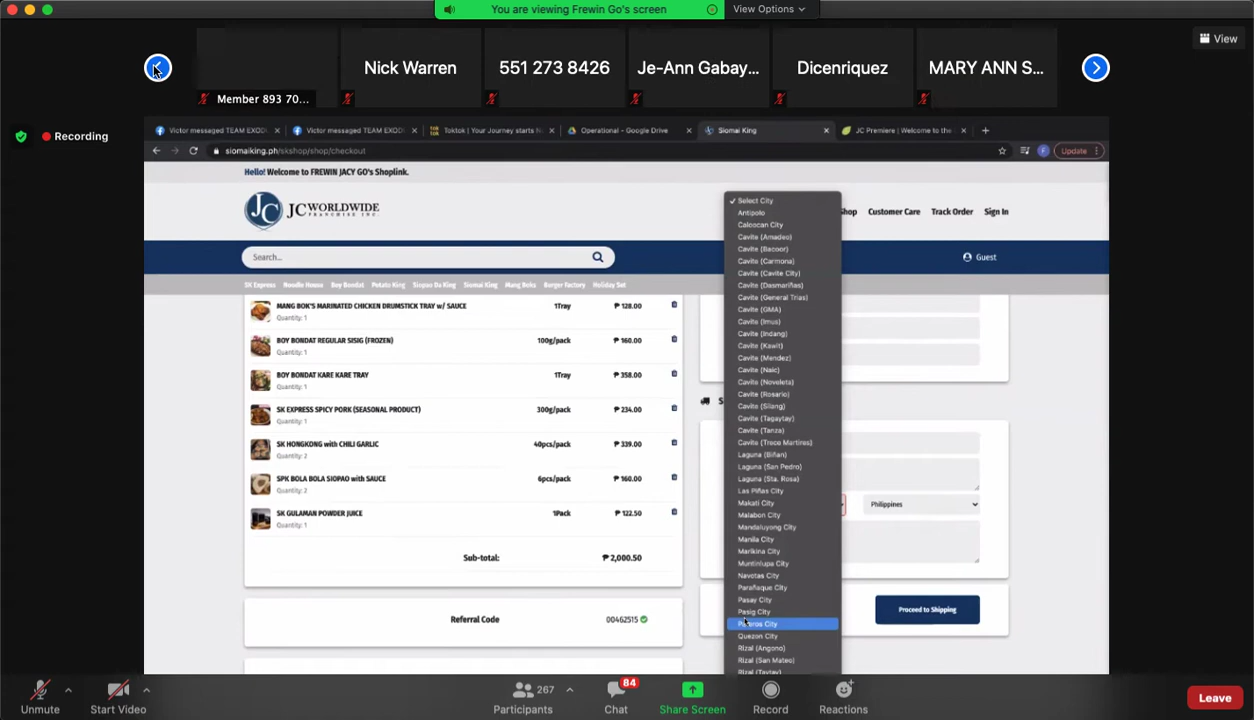 You are viewing Frewin Go's screen
View Options
View
Member 893 70...
Nick Warren
551 273 8426
Je-Ann Gabay...
Dicenriquez
MARY ANN S...
Recording
Victor messaged TEAM EXODU
Victor messaged TEAM EXODU
Toktok | Your Journey starts N
Operational - Google Drive
Siomai King
JC Premiere | Welcome to the
siomaiking.ph/skshop/shop/checkout
Update
Hello! Welcome to FREWIN JACY GO's Shoplink.
JC WORLDWIDE
FRANCHISE INC.
Shop
Customer Care
Track Order
Sign In
Search...
Guest
SK Express
Noodle House
Boy Bondat
Potato King
Siopao Da King
Siomai King
Mang Boks
Burger Factory
Holiday Set
MANG BOK'S MARINATED CHICKEN DRUMSTICK TRAY w/ SAUCE 1Tray ₱ 128.00
Quantity: 1
BOY BONDAT REGULAR SISIG (FROZEN) 100g/pack ₱ 160.00
Quantity: 1
BOY BONDAT KARE KARE TRAY 1Tray ₱ 358.00
Quantity: 1
SK EXPRESS SPICY PORK (SEASONAL PRODUCT) 300g/pack ₱ 234.00
Quantity: 1
SK HONGKONG with CHILI GARLIC 40pcs/pack ₱ 339.00
Quantity: 2
SPK BOLA BOLA SIOPAO with SAUCE 6pcs/pack ₱ 160.00
Quantity: 2
SK GULAMAN POWDER JUICE 1Pack ₱ 122.50
Quantity: 1
Sub-total: ₱ 2,000.50
Referral Code 00462515
Select City
Antipolo
Caloocan City
Cavite (Amadeo)
Cavite (Bacoor)
Cavite (Carmona)
Cavite (Cavite City)
Cavite (Dasmariñas)
Cavite (General Trias)
Cavite (GMA)
Cavite (Imus)
Cavite (Indang)
Cavite (Kawit)
Cavite (Mendez)
Cavite (Naic)
Cavite (Noveleta)
Cavite (Rosario)
Cavite (Silang)
Cavite (Tagaytay)
Cavite (Tanza)
Cavite (Trece Martires)
Laguna (Biñan)
Laguna (San Pedro)
Laguna (Sta. Rosa)
Las Piñas City
Makati City
Malabon City
Mandaluyong City
Manila City
Marikina City
Muntinlupa City
Navotas City
Parañaque City
Pasay City
Pasig City
Pateros City
Quezon City
Rizal (Angono)
Rizal (San Mateo)
Rizal (Taytay)
Philippines
Proceed to Shipping
Unmute
Start Video
267
Participants
84
Chat
Share Screen
Record
Reactions
Leave